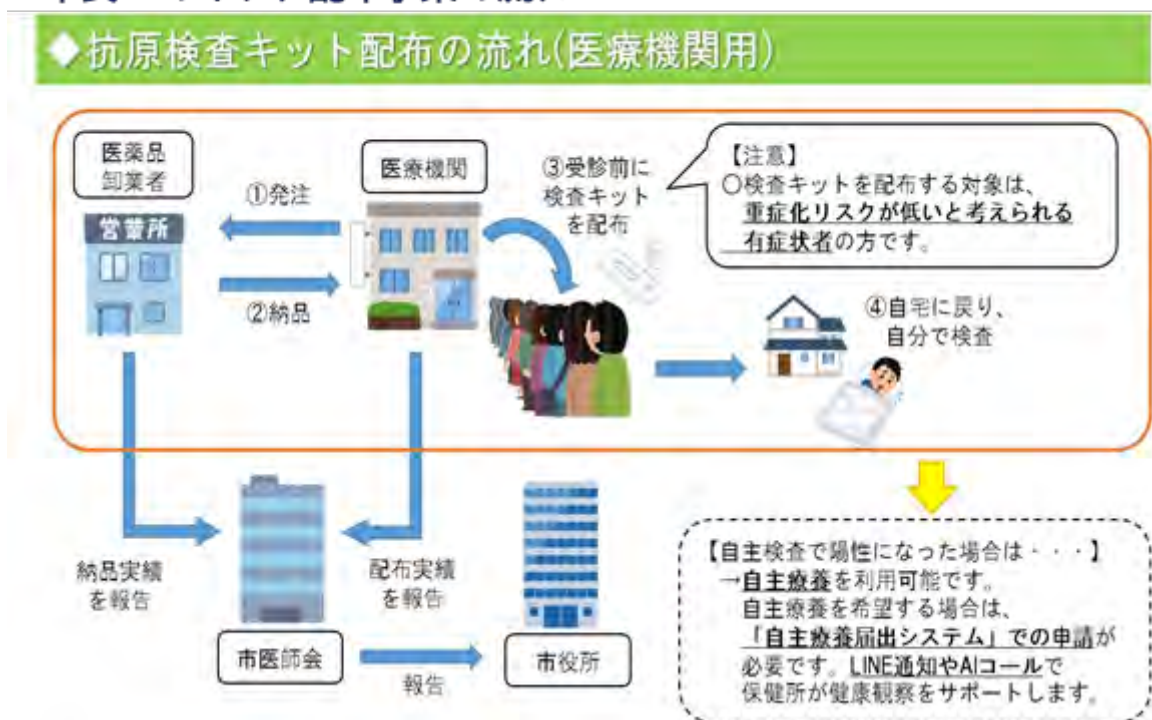 ◆抗原検査キット配布の流れ(医療機関用)
医薬品
卸業者
営業所
①発注
②納品
医療機関
③受診前に
検査キット
を配布
【注意】
〇検査キットを配布する対象は、
重症化リスクが低いと考えられる
有症状者の方です。
④自宅に戻り、
自分で検査
納品実績
を報告
配布実績
を報告
市医師会
報告
市役所
【自主検査で陽性になった場合は・・・】
→自主療養を利用可能です。
自主療養を希望する場合は、
「自主療養届出システム」での申請が
必要です。LINE通知やAIコールで
保健所が健康観察をサポートします。